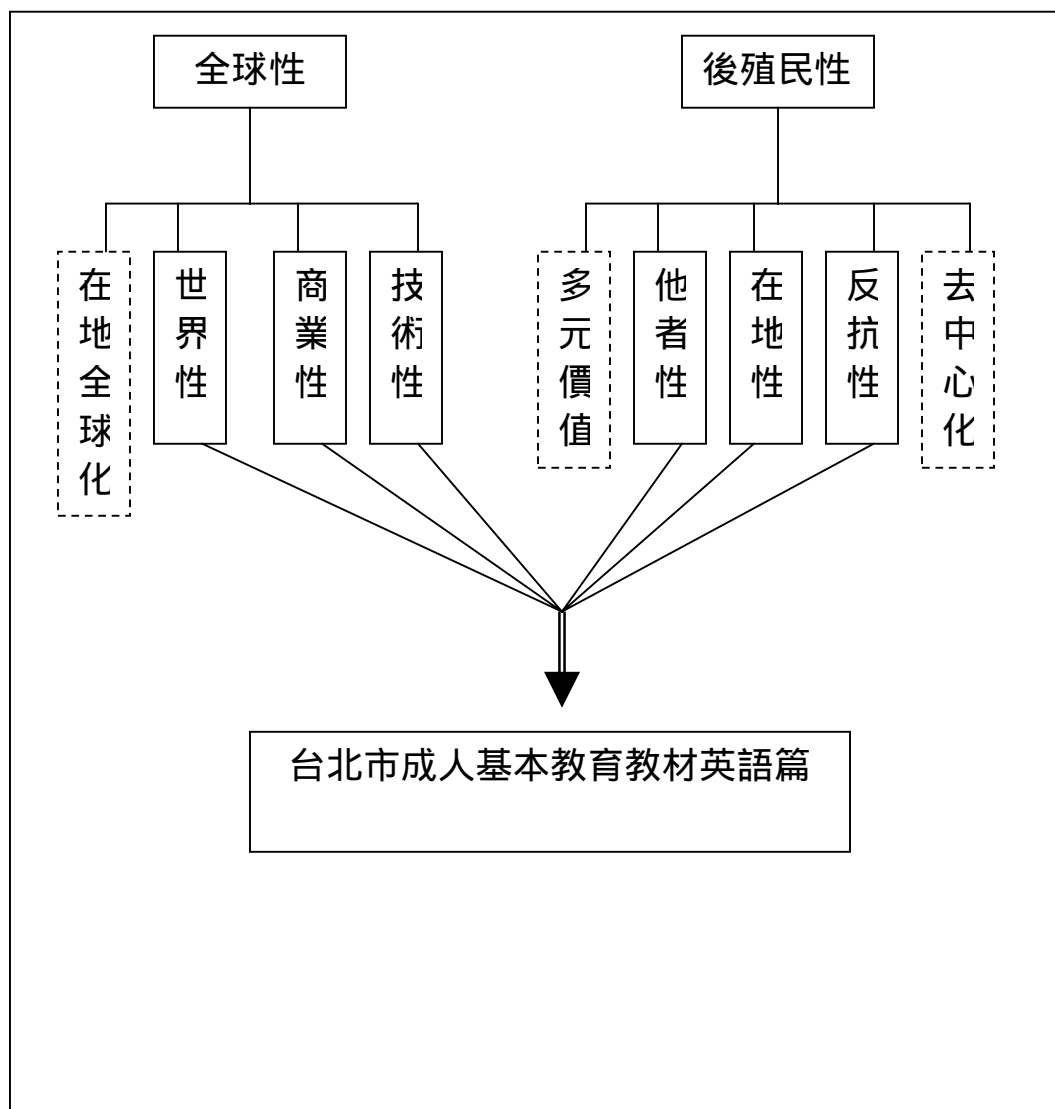 全球性
後殖民性
在地全球化
世界性
商業性
技術性
多元價值
他者性
在地性
反抗性
去中心化
台北市成人基本教育教材英語篇